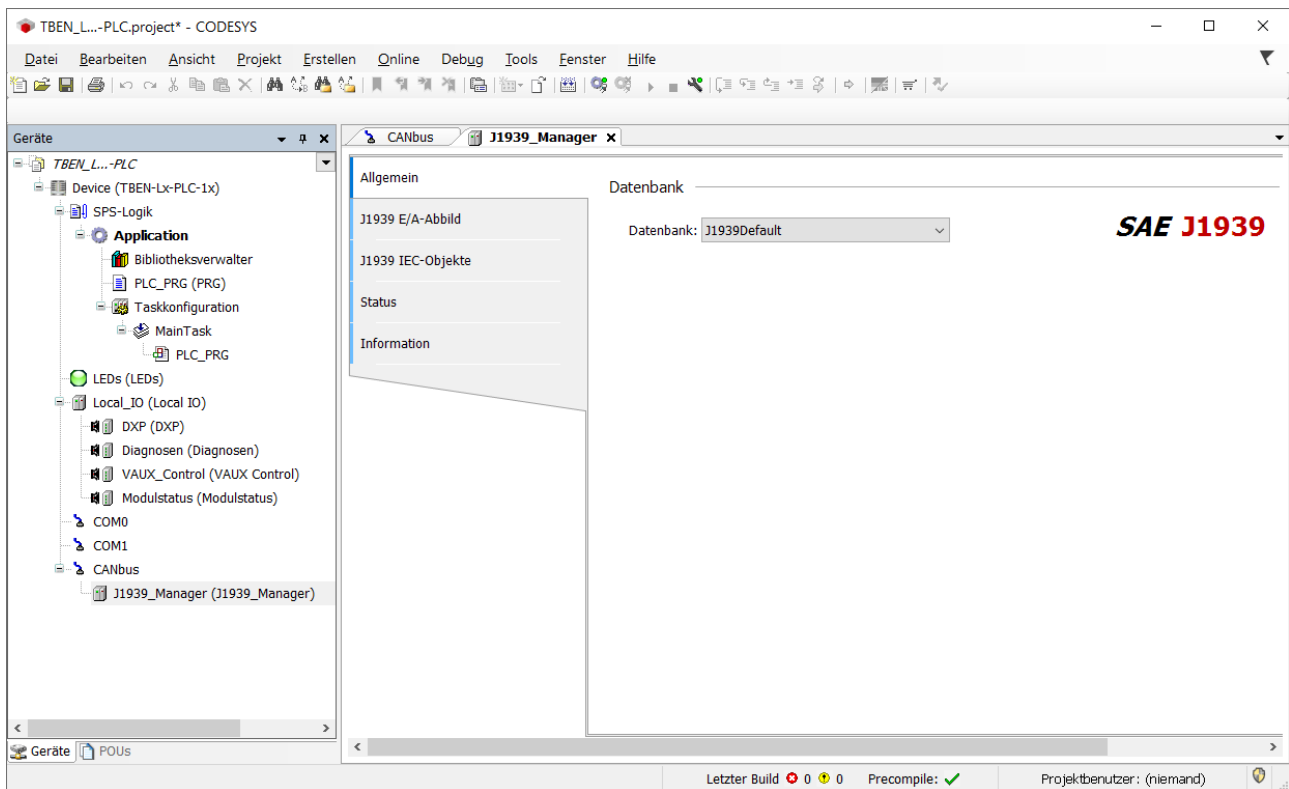 TBEN_L...-PLC.project* - CODESYS
Datei Bearbeiten Ansicht Projekt Erstellen Online Debug Tools Fenster Hilfe
Geräte
TBEN_L...-PLC
Device (TBEN-Lx-PLC-1x)
SPS-Logik
Application
Bibliotheksverwalter
PLC_PRG (PRG)
Taskkonfiguration
MainTask
PLC_PRG
LEDs (LEDs)
Local_IO (Local IO)
DXP (DXP)
Diagnosen (Diagnosen)
VAUX_Control (VAUX Control)
Modulstatus (Modulstatus)
COM0
COM1
CANbus
J1939_Manager (J1939_Manager)
Geräte POUs
CANbus J1939_Manager
Allgemein
J1939 E/A-Abbild
J1939 IEC-Objekte
Status
Information
Datenbank
Datenbank: J1939Default
SAE J1939
Letzter Build 0 0 Precompile: Projektbenutzer: (niemand)